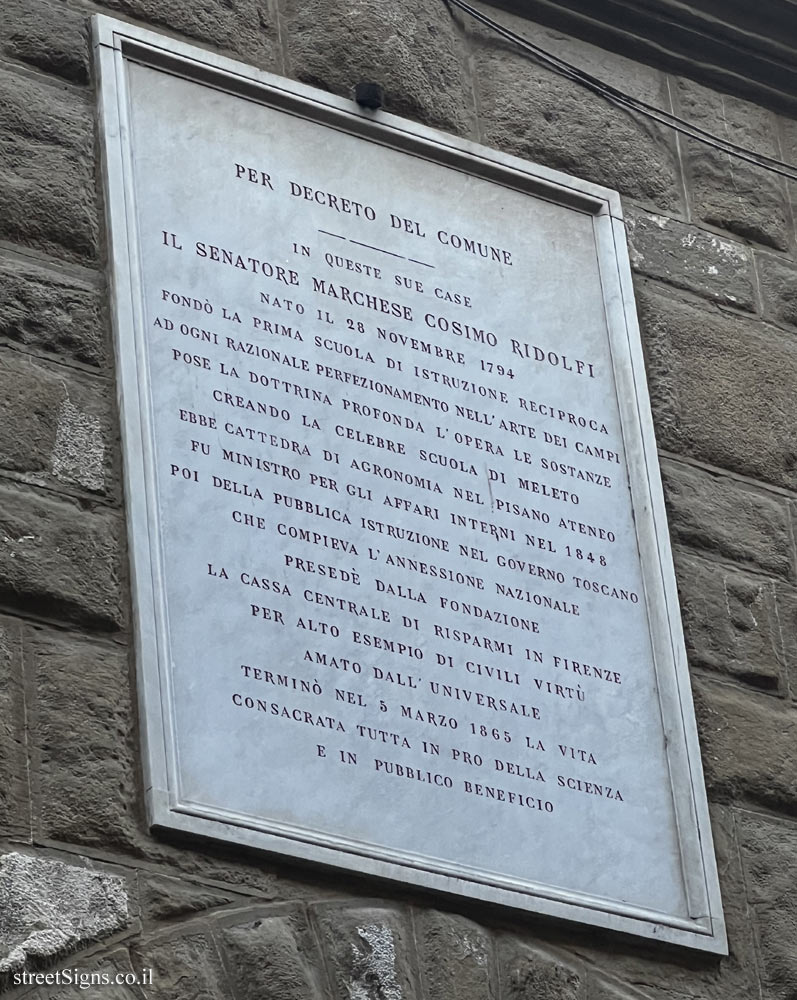 PER DECRETO DEL COMUNE
IN QUESTE SUE CASE
IL SENATORE MARCHESE COSIMO RIDOLFI
NATO IL 28 NOVEMBRE 1794
FONDÒ LA PRIMA SCUOLA DI ISTRUZIONE RECIPROCA
AD OGNI RAZIONALE PERFEZIONAMENTO NELL'ARTE DEI CAMPI
POSE LA DOTTRINA PROFONDA L'OPERA LE SOSTANZE
CREANDO LA CELEBRE SCUOLA DI MELETO
EBBE CATTEDRA DI AGRONOMIA NEL PISANO ATENEO
FU MINISTRO PER GLI AFFARI INTERNI NEL 1848
POI DELLA PUBBLICA ISTRUZIONE NEL GOVERNO TOSCANO
CHE COMPIEVA L'ANNESSIONE NAZIONALE
PRESEDÈ DALLA FONDAZIONE
LA CASSA CENTRALE DI RISPARMI IN FIRENZE
PER ALTO ESEMPIO DI CIVILI VIRTÙ
AMATO DALL'UNIVERSALE
TERMINÒ NEL 5 MARZO 1865 LA VITA
CONSACRATA TUTTA IN PRO DELLA SCIENZA
E IN PUBBLICO BENEFICIO
streetSigns.co.il